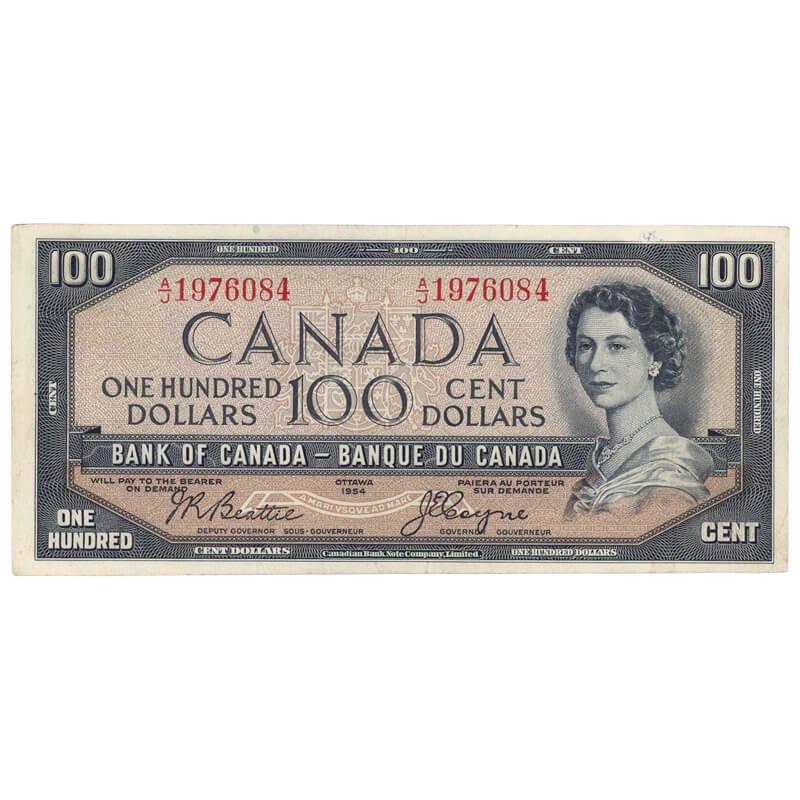 ONE HUNDRED 100 CENT
100 100
A/J 1976084 A/J 1976084
CANADA
ONE HUNDRED DOLLARS 100 CENT DOLLARS
CENT
ONE HUNDRED
BANK OF CANADA – BANQUE DU CANADA
WILL PAY TO THE BEARER ON DEMAND
OTTAWA
1954
PAIERA AU PORTEUR SUR DEMANDE
A MARI VSQVE AD MARE
J.R. Beattie
J.E. Coyne
DEPUTY GOVERNOR SOUS-GOUVERNEUR
GOVERNOR GOUVERNEUR
ONE HUNDRED
CENT
CENT DOLLARS Canadian Bank Note Company, Limited. ONE HUNDRED DOLLARS